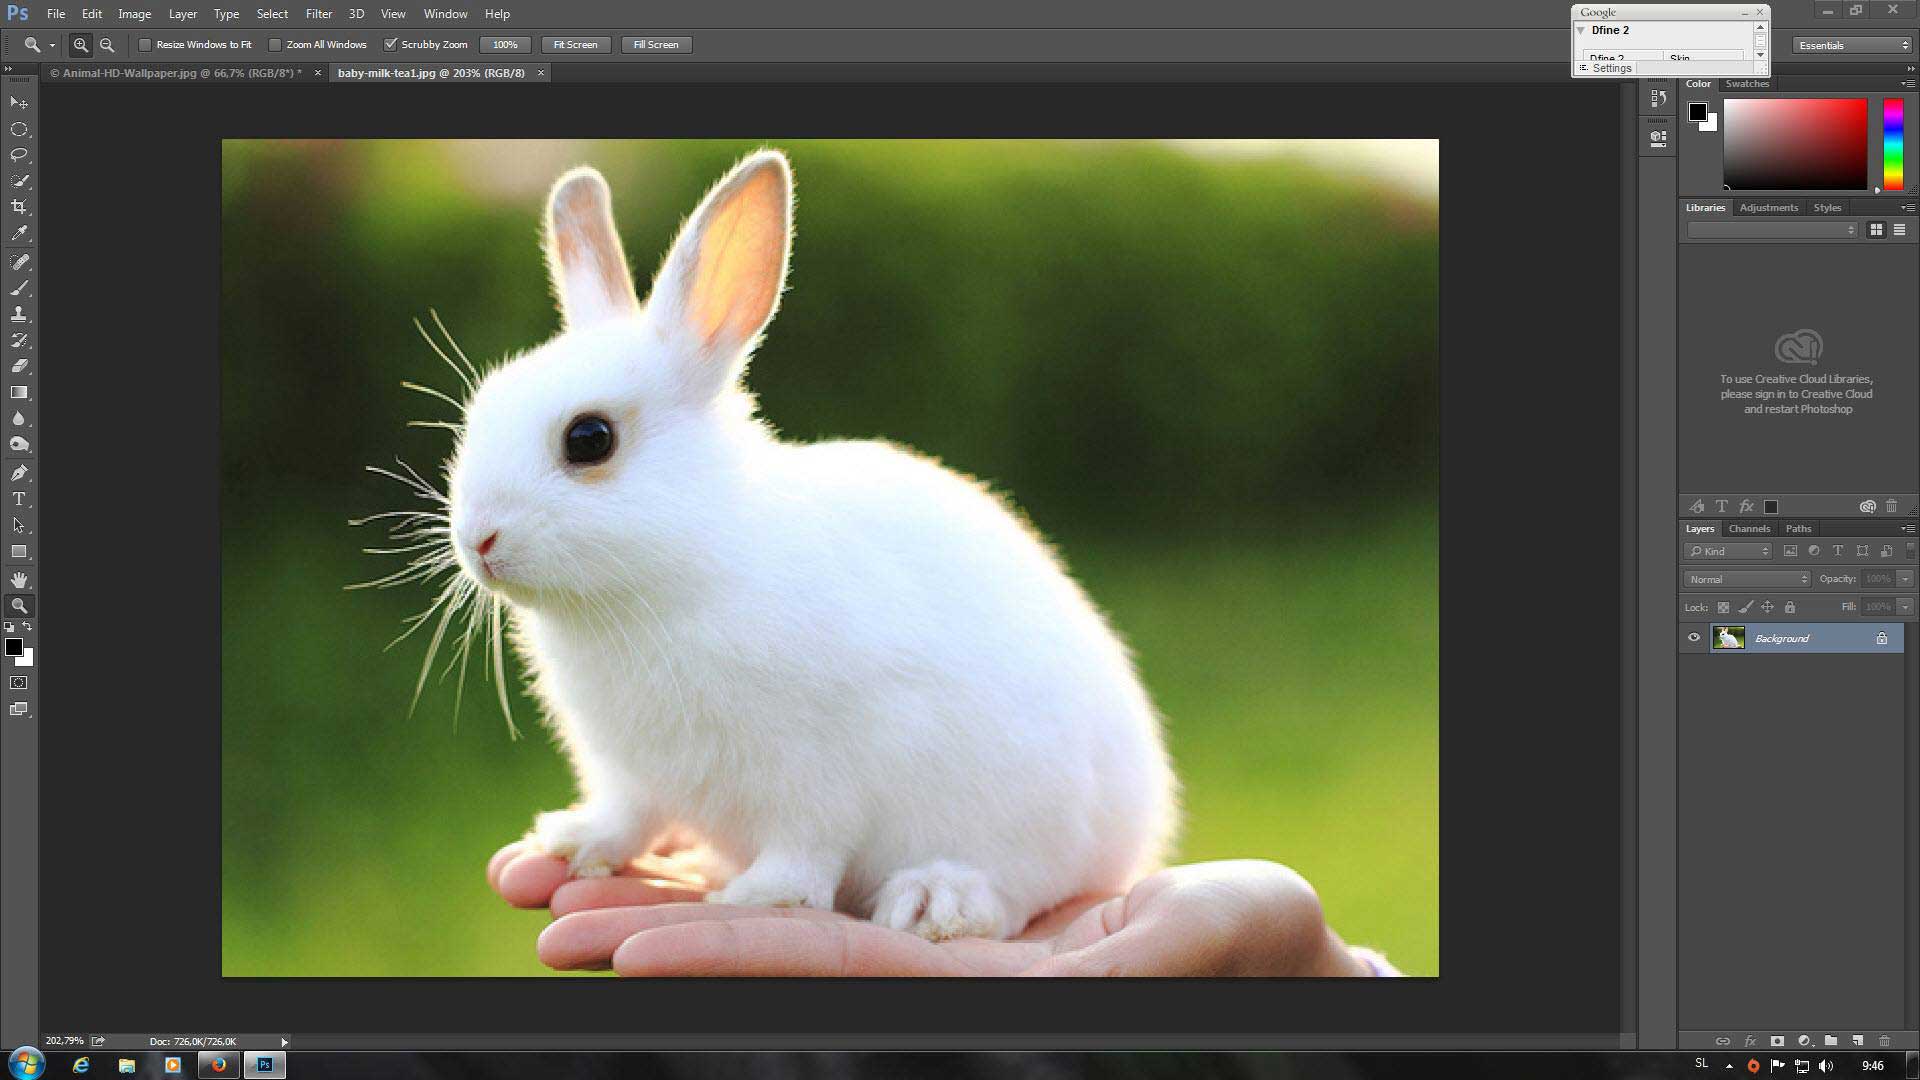 Ps File Edit Image Layer Type Select Filter 3D View Window Help
Google
Dfine 2
Dfine 2 Skin
Settings
Resize Windows to Fit Zoom All Windows Scrubby Zoom 100% Fit Screen Fill Screen Essentials
© Animal-HD-Wallpaper.jpg @ 66,7% (RGB/8*) * × baby-milk-tea1.jpg @ 203% (RGB/8) ×
Color Swatches
Libraries Adjustments Styles
To use Creative Cloud Libraries,
please sign in to Creative Cloud
and restart Photoshop
Layers Channels Paths
Kind
Normal Opacity: 100%
Lock: Fill: 100%
Background
202,79% Doc: 726,0K/726,0K
Ps SL 9:46